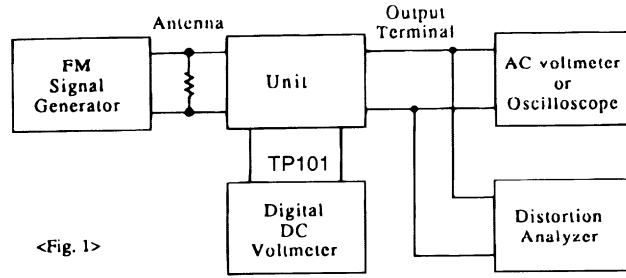 Antenna
Output
Terminal
FM
Signal
Generator
Unit
AC voltmeter
or
Oscilloscope
TP101
Digital
DC
Voltmeter
Distortion
Analyzer
<Fig. 1>